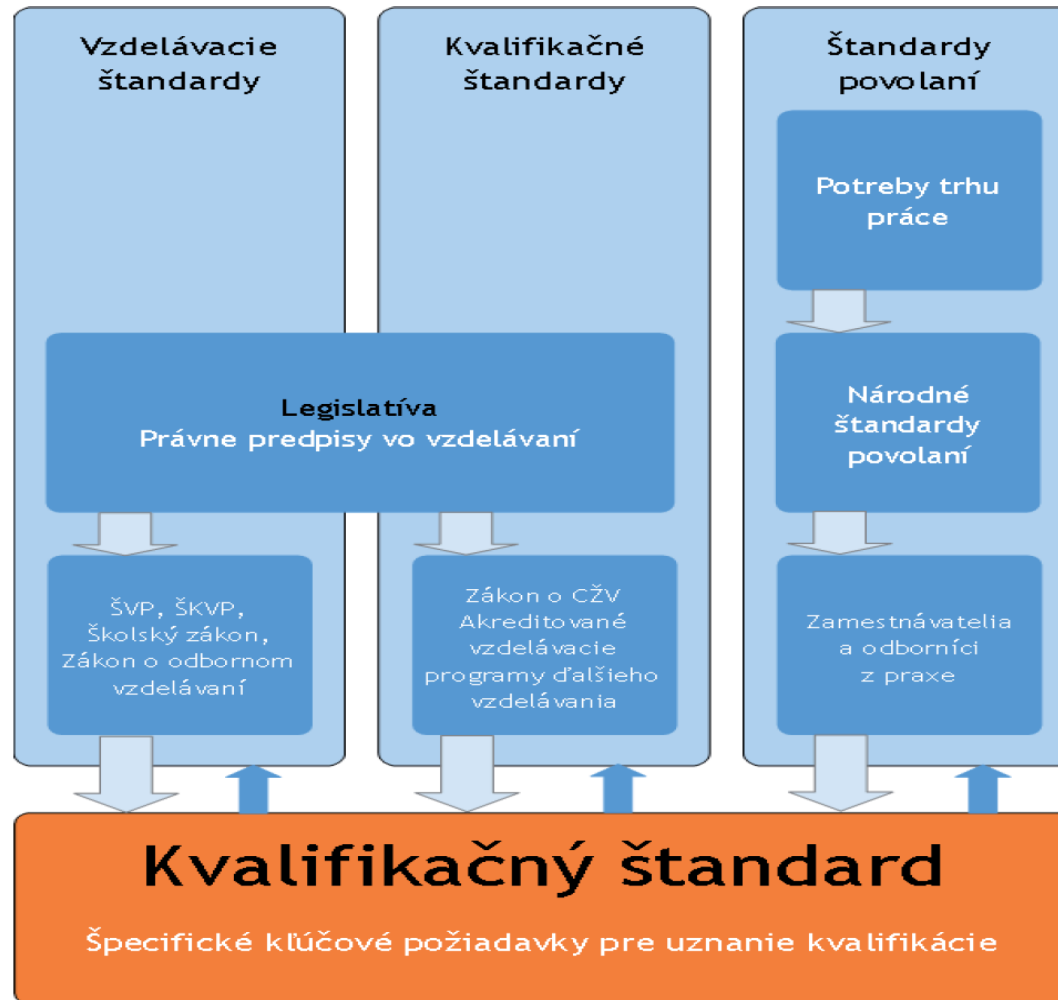 Vzdelávacie
štandardy
Kvalifikačné
štandardy
Štandardy
povolaní
Potreby trhu
práce
Legislatíva
Právne predpisy vo vzdelávaní
Národné
štandardy
povolaní
ŠVP, ŠKVP,
Školský zákon,
Zákon o odbornom
vzdelávaní
Zákon o CŽV
Akreditované
vzdelávacie
programy ďalšieho
vzdelávania
Zamestnávatelia
a odborníci
z praxe
Kvalifikačný štandard
Špecifické kľúčové požiadavky pre uznanie kvalifikácie